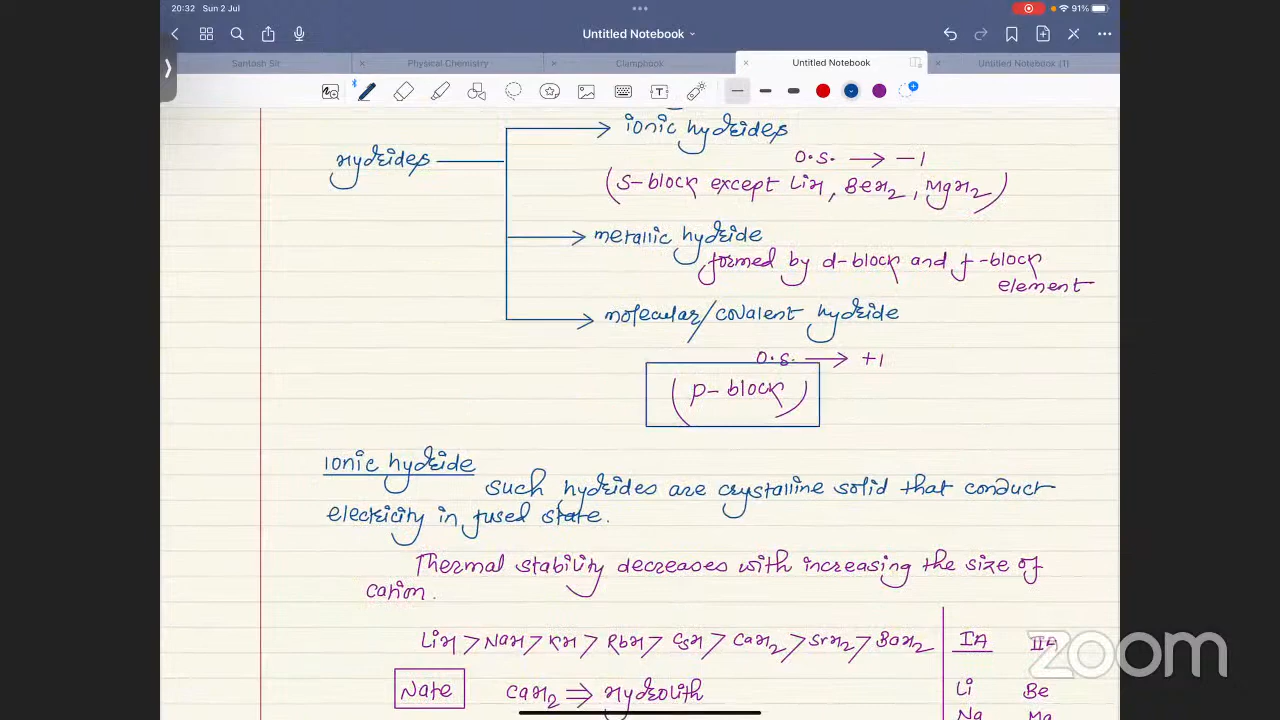 20:32 Sun 2 Jul
91%
Untitled Notebook
Santosh Sir
Physical Chemistry
Clampbook
Untitled Notebook
Untitled Notebook (1)
ionic hydrides
Hydrides
O.S. → -1
(S-block except LiH, BeH2, MgH2)
metallic hydride
formed by d-block and f-block
element
molecular/covalent hydride
O.S. → +1
(P-block)
Ionic hydride
such hydrides are crystalline solid that conduct
electricity in fused state.
Thermal stability decreases with increasing the size of
cation.
LiH > NaH > KH > RbH > CsH > CaH2 > SrH2 > BaH2
IA IIA
zoom
Note CaH2 ⇒ Hydrolith
Li Be
Na Mg